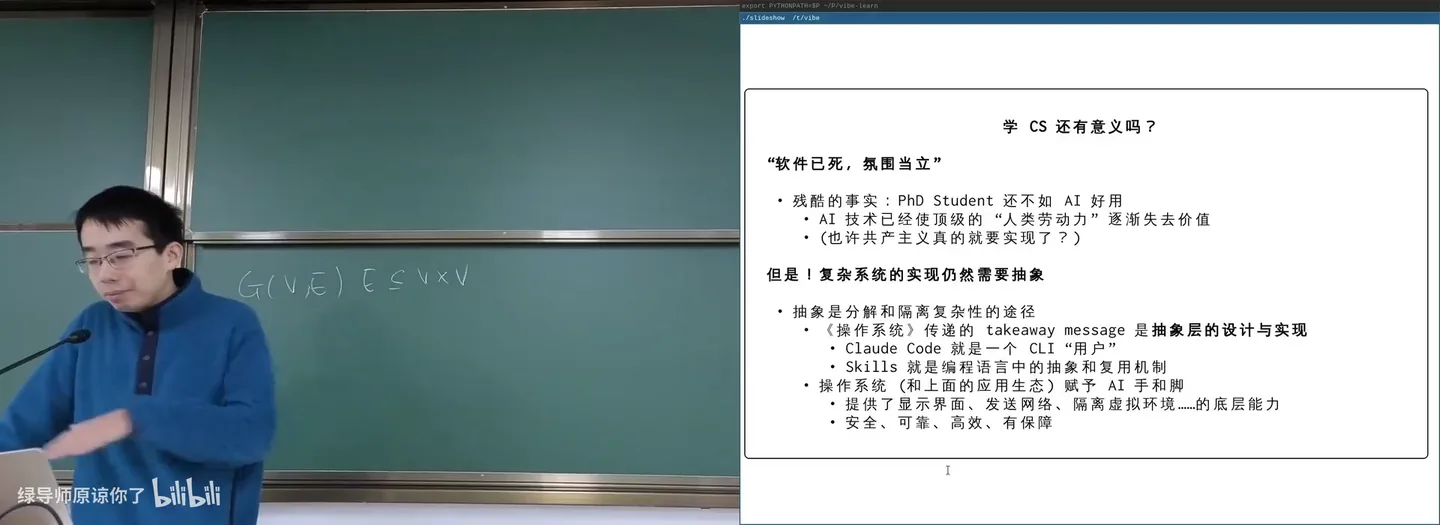 export PYTHONPATH=$P ~/P/vibe-learn
./slideshow /t/vibe
学 CS 还有意义吗？
“软件已死，氛围当立”
• 残酷的事实：PhD Student 还不如 AI 好用
• AI 技术已经使顶级的 “人类劳动力” 逐渐失去价值
• (也许共产主义真的就要实现了？)
但是！复杂系统的实现仍然需要抽象
• 抽象是分解和隔离复杂性的途径
• 《操作系统》传递的 takeaway message 是抽象层的设计与实现
• Claude Code 就是一个 CLI “用户”
• Skills 就是编程语言中的抽象和复用机制
• 操作系统 (和上面的应用生态) 赋予 AI 手和脚
• 提供了显示界面、发送网络、隔离虚拟环境……的底层能力
• 安全、可靠、高效、有保障
G(V,E) E ⊆ V×V
绿导师原谅你了 bilibili